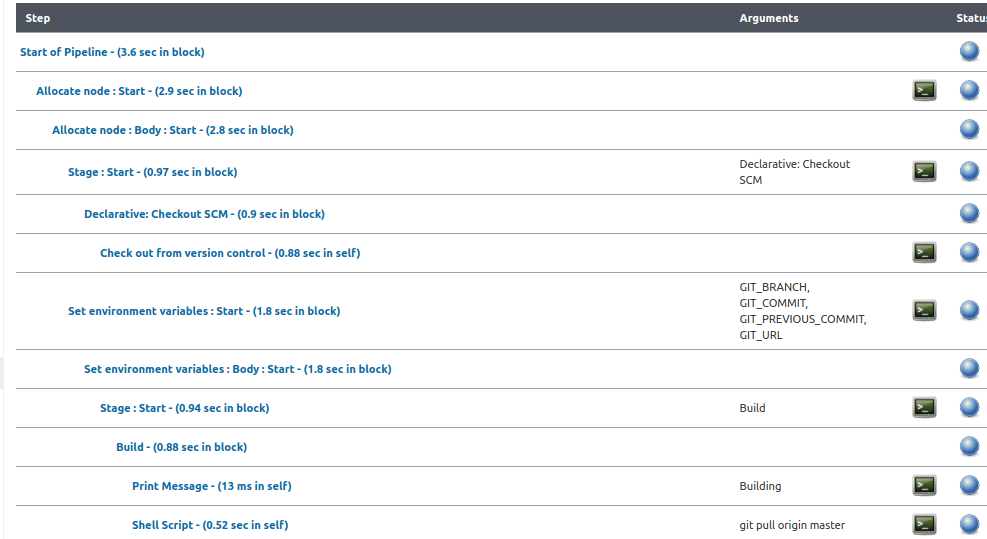 Step Arguments Statu
Start of Pipeline - (3.6 sec in block)
Allocate node : Start - (2.9 sec in block)
Allocate node : Body : Start - (2.8 sec in block)
Stage : Start - (0.97 sec in block) Declarative: Checkout
SCM
Declarative: Checkout SCM - (0.9 sec in block)
Check out from version control - (0.88 sec in self)
Set environment variables : Start - (1.8 sec in block) GIT_BRANCH,
GIT_COMMIT,
GIT_PREVIOUS_COMMIT,
GIT_URL
Set environment variables : Body : Start - (1.8 sec in block)
Stage : Start - (0.94 sec in block) Build
Build - (0.88 sec in block)
Print Message - (13 ms in self) Building
Shell Script - (0.52 sec in self) git pull origin master